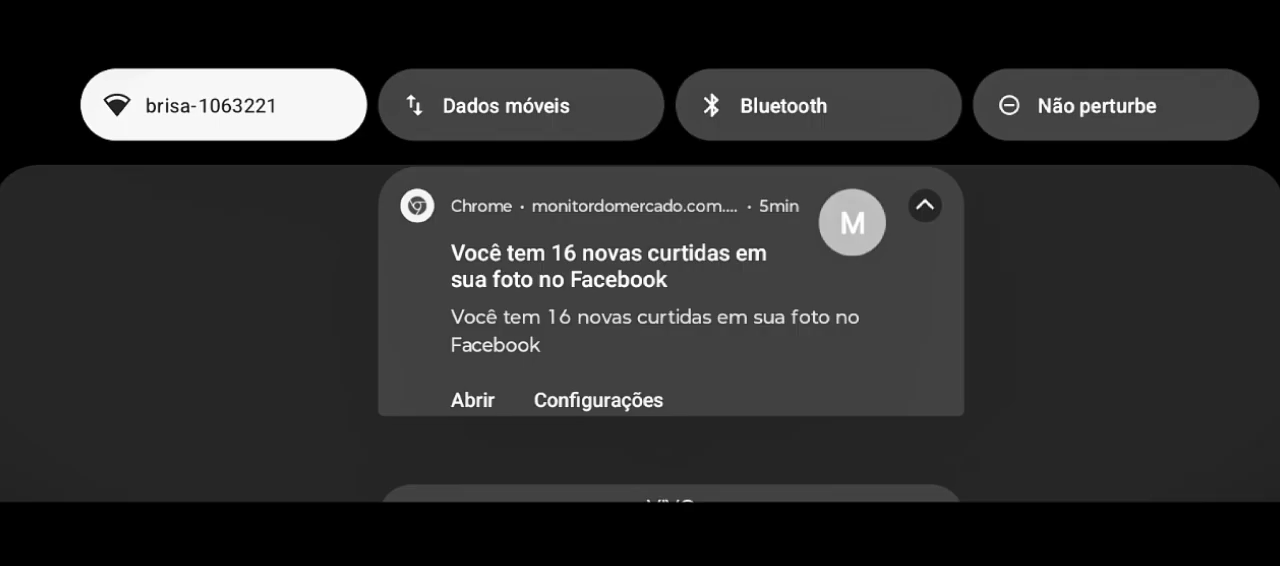 brisa-1063221
Dados móveis
Bluetooth
Não perturbe
Chrome • monitordomercado.com.... • 5min
M
Você tem 16 novas curtidas em
sua foto no Facebook
Você tem 16 novas curtidas em sua foto no
Facebook
Abrir Configurações